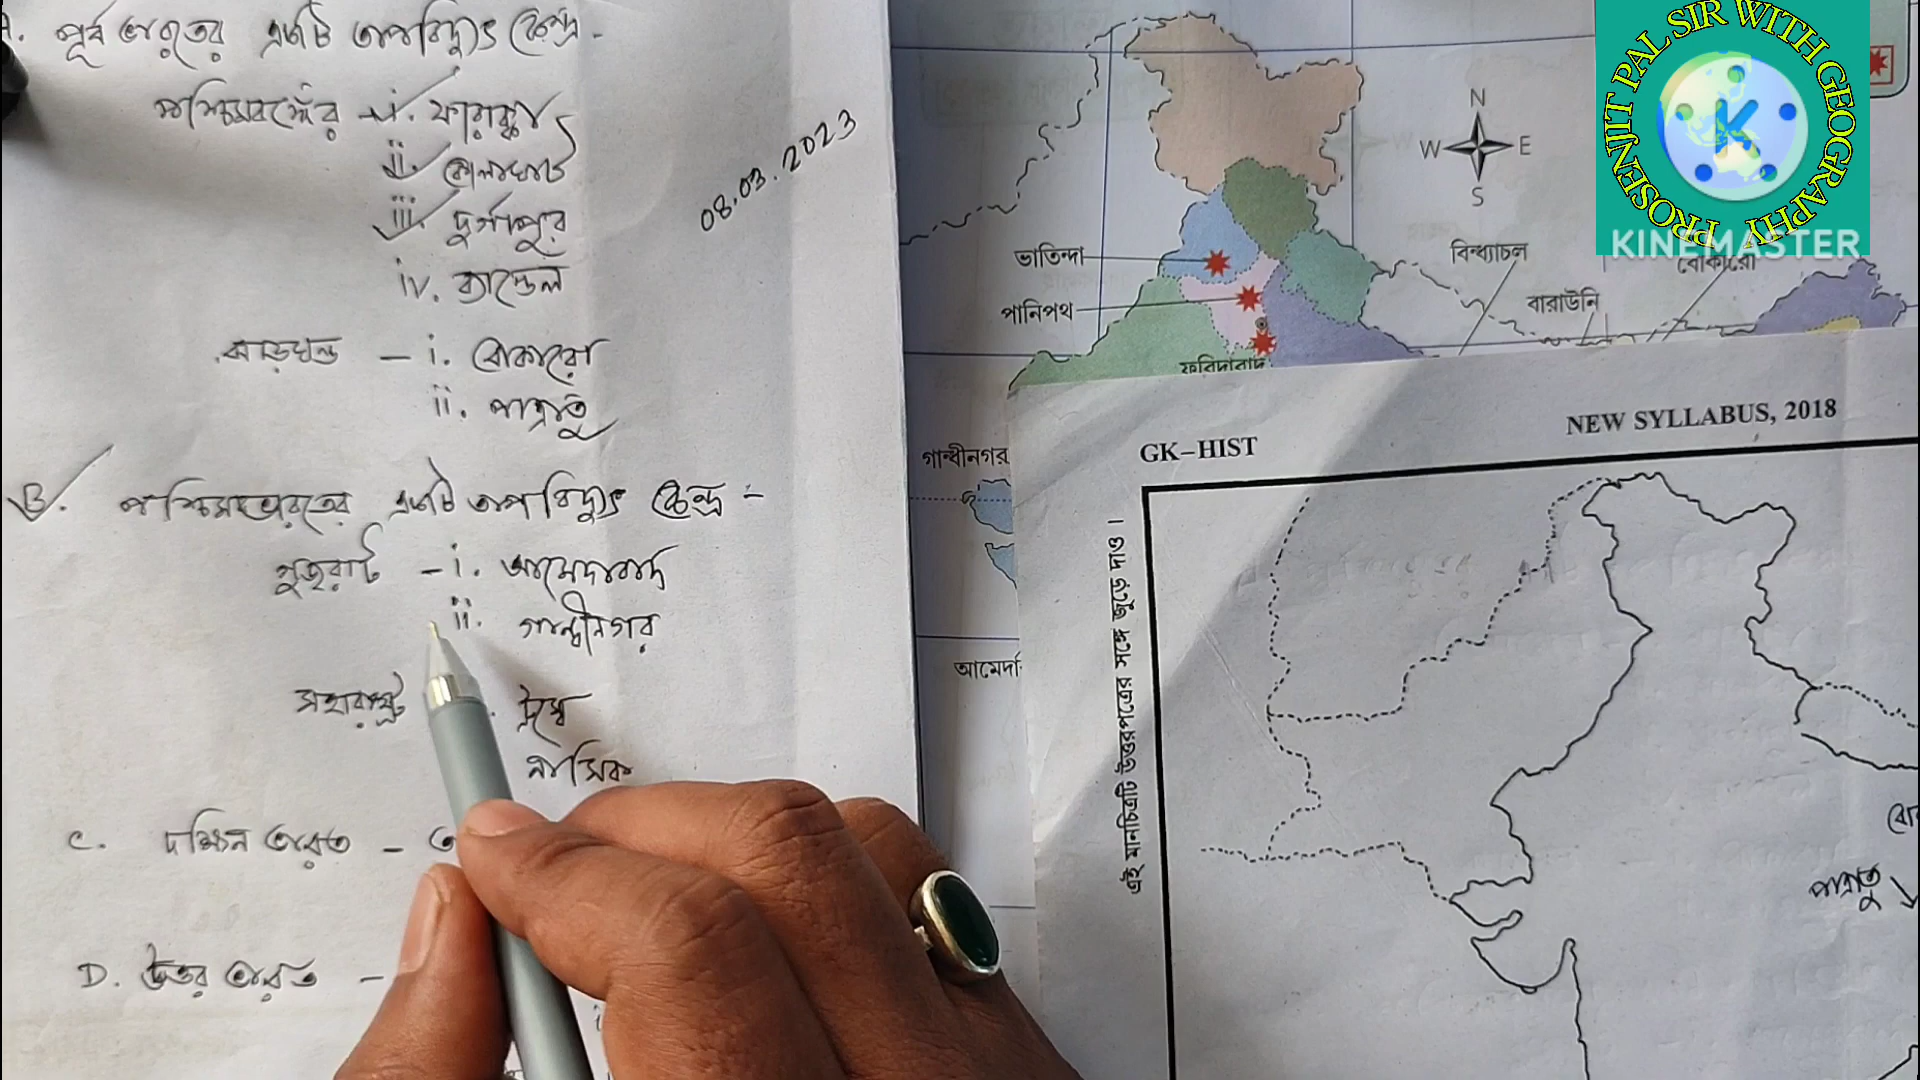 A. পূর্ব ভারতের একটি তাপবিদ্যুৎ কেন্দ্র -
পশ্চিমবঙ্গের - i. ফারাক্কা
ii. কোলাঘাট
iii. দুর্গাপুর
iv. ব্যান্ডেল
ঝাড়খন্ড - i. বোকারো
ii. পাত্রাতু
B. পশ্চিমভারতের একটি তাপবিদ্যুৎ কেন্দ্র -
গুজরাট - i. আমেদাবাদ
ii. গান্ধীনগর
মহারাষ্ট্র
ট্রম্বে
নাসিক
C. দক্ষিন ভারত -
D. উত্তর ভারত -
08.03.2023
N
W E
S
ভাতিন্দা
পানিপথ
ফরিদাবাদ
বিন্ধ্যাচল
বোকারো
বারাউনি
গান্ধীনগর
আমেদা
PROSENJIT PAL SIR WITH GEOGRAPHY
K
KINEMASTER
NEW SYLLABUS, 2018
GK–HIST
এই মানচিত্রটি উত্তরপত্রের সঙ্গে জুড়ে দাও।
বো
পাত্রাতু